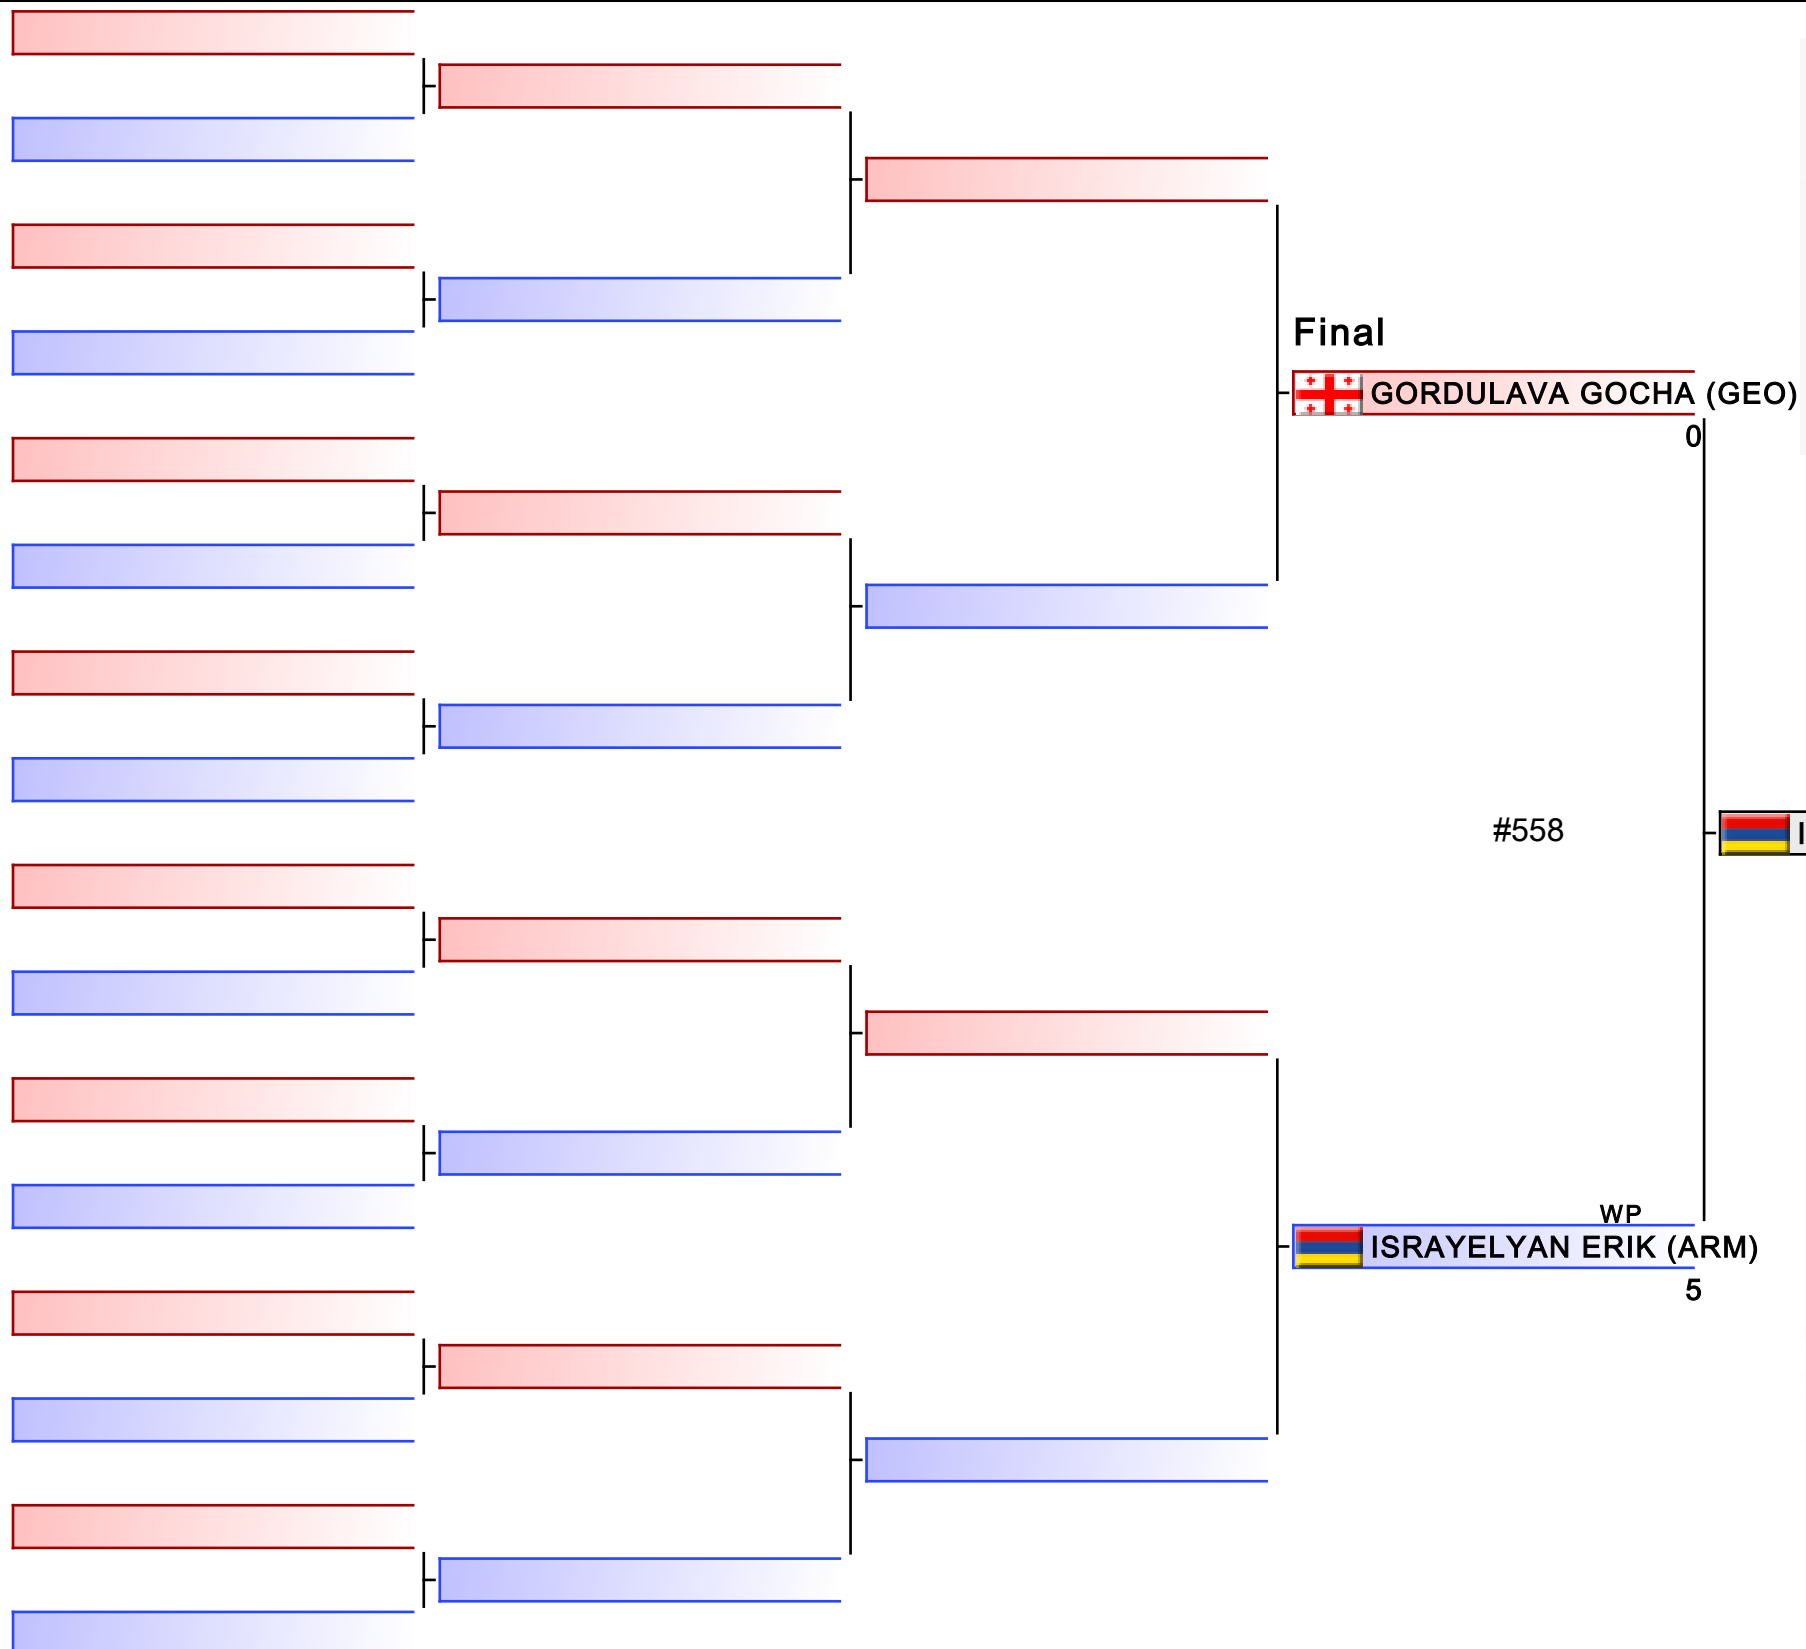 Final
GORDULAVA GOCHA (GEO)
0
#558
WP
ISRAYELYAN ERIK (ARM)
5